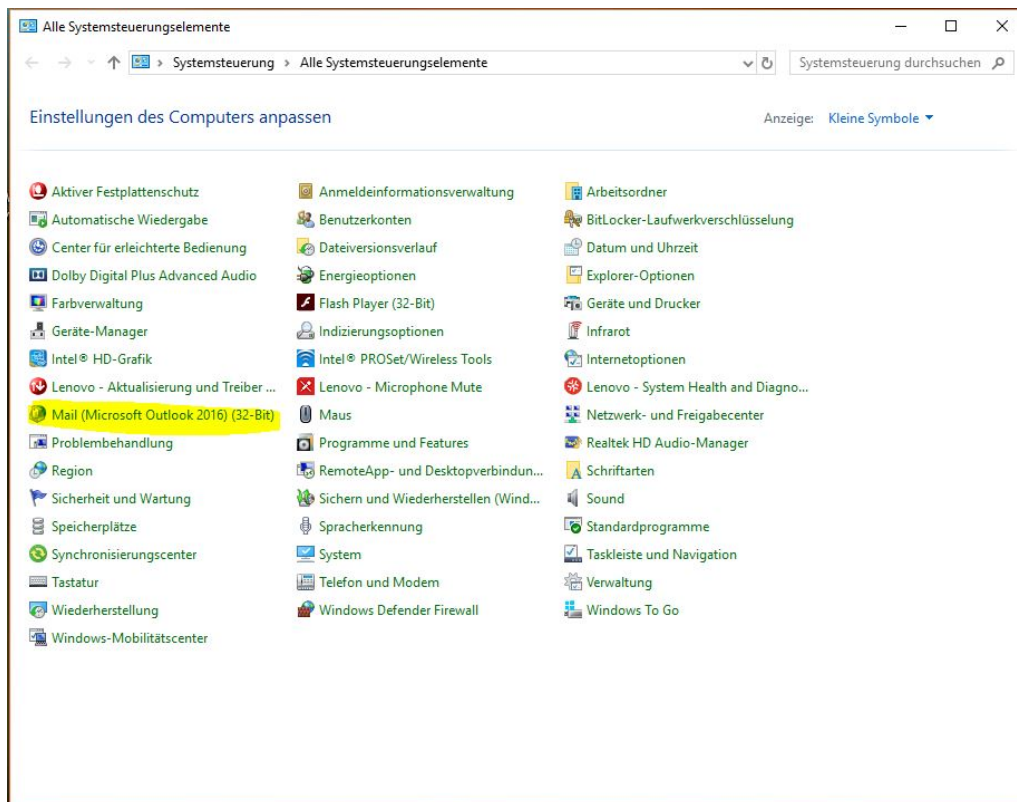 Alle Systemsteuerungselemente
Systemsteuerung > Alle Systemsteuerungselemente
Systemsteuerung durchsuchen
Einstellungen des Computers anpassen
Anzeige: Kleine Symbole
Aktiver Festplattenschutz
Anmeldeinformationsverwaltung
Arbeitsordner
Automatische Wiedergabe
Benutzerkonten
BitLocker-Laufwerkverschlüsselung
Center für erleichterte Bedienung
Dateiversionsverlauf
Datum und Uhrzeit
Dolby Digital Plus Advanced Audio
Energieoptionen
Explorer-Optionen
Farbverwaltung
Flash Player (32-Bit)
Geräte und Drucker
Geräte-Manager
Indizierungsoptionen
Infrarot
Intel® HD-Grafik
Intel® PROSet/Wireless Tools
Internetoptionen
Lenovo - Aktualisierung und Treiber ...
Lenovo - Microphone Mute
Lenovo - System Health and Diagno...
Mail (Microsoft Outlook 2016) (32-Bit)
Maus
Netzwerk- und Freigabecenter
Problembehandlung
Programme und Features
Realtek HD Audio-Manager
Region
RemoteApp- und Desktopverbindun...
Schriftarten
Sicherheit und Wartung
Sichern und Wiederherstellen (Wind...
Sound
Speicherplätze
Spracherkennung
Standardprogramme
Synchronisierungscenter
System
Taskleiste und Navigation
Tastatur
Telefon und Modem
Verwaltung
Wiederherstellung
Windows Defender Firewall
Windows To Go
Windows-Mobilitätscenter